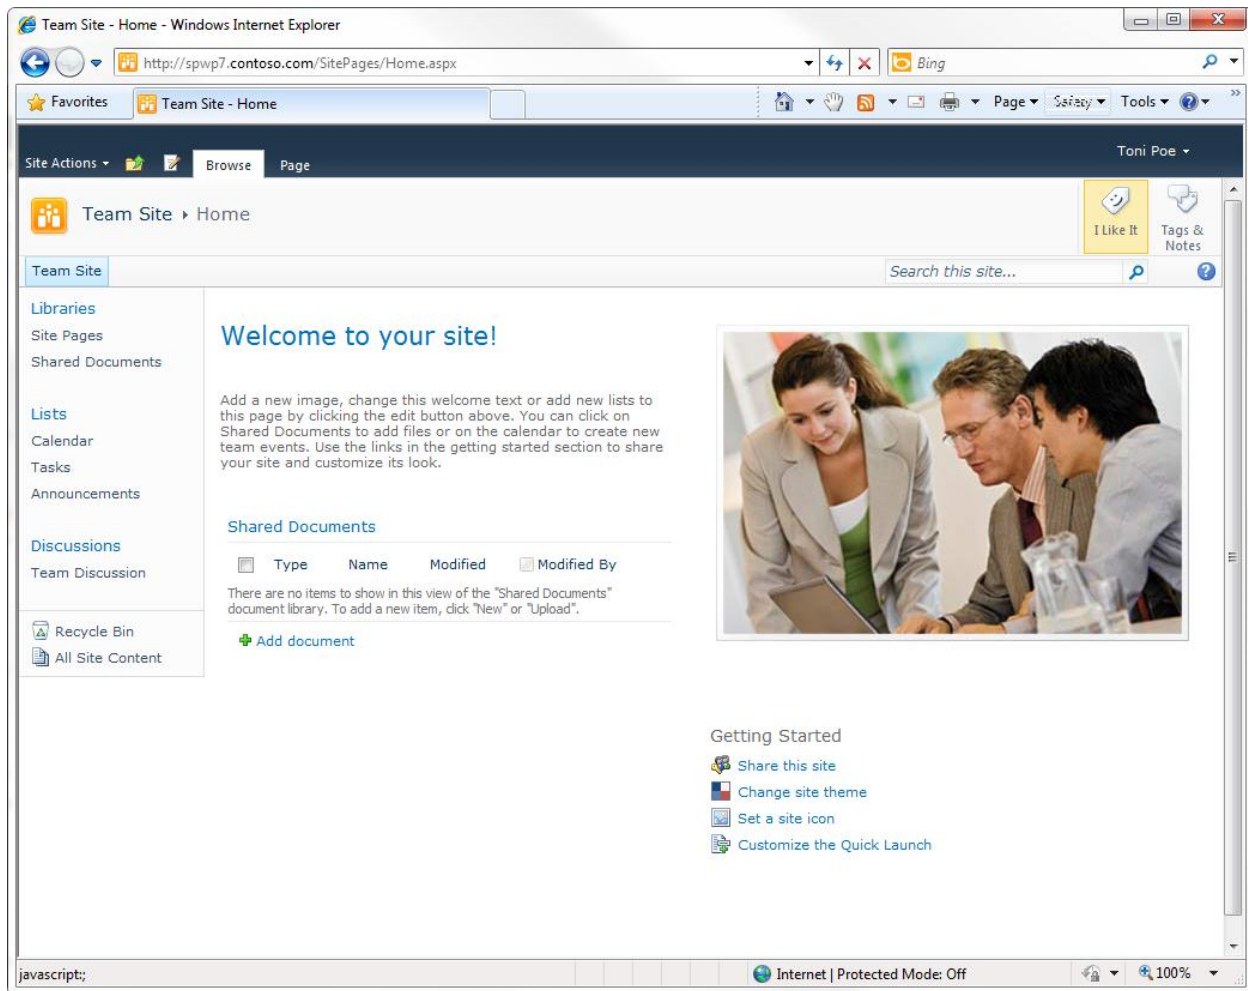 Team Site - Home - Windows Internet Explorer
http://spwp7.contoso.com/SitePages/Home.aspx
Bing
Favorites
Team Site - Home
Page
Safety
Tools
Site Actions
Browse
Page
Toni Poe
Team Site
Home
I Like It
Tags &
Notes
Team Site
Search this site...
Libraries
Site Pages
Shared Documents
Lists
Calendar
Tasks
Announcements
Discussions
Team Discussion
Recycle Bin
All Site Content
Welcome to your site!
Add a new image, change this welcome text or add new lists to
this page by clicking the edit button above. You can click on
Shared Documents to add files or on the calendar to create new
team events. Use the links in the getting started section to share
your site and customize its look.
Shared Documents
Type Name Modified Modified By
There are no items to show in this view of the "Shared Documents"
document library. To add a new item, click "New" or "Upload".
Add document
Getting Started
Share this site
Change site theme
Set a site icon
Customize the Quick Launch
javascript:;
Internet | Protected Mode: Off
100%